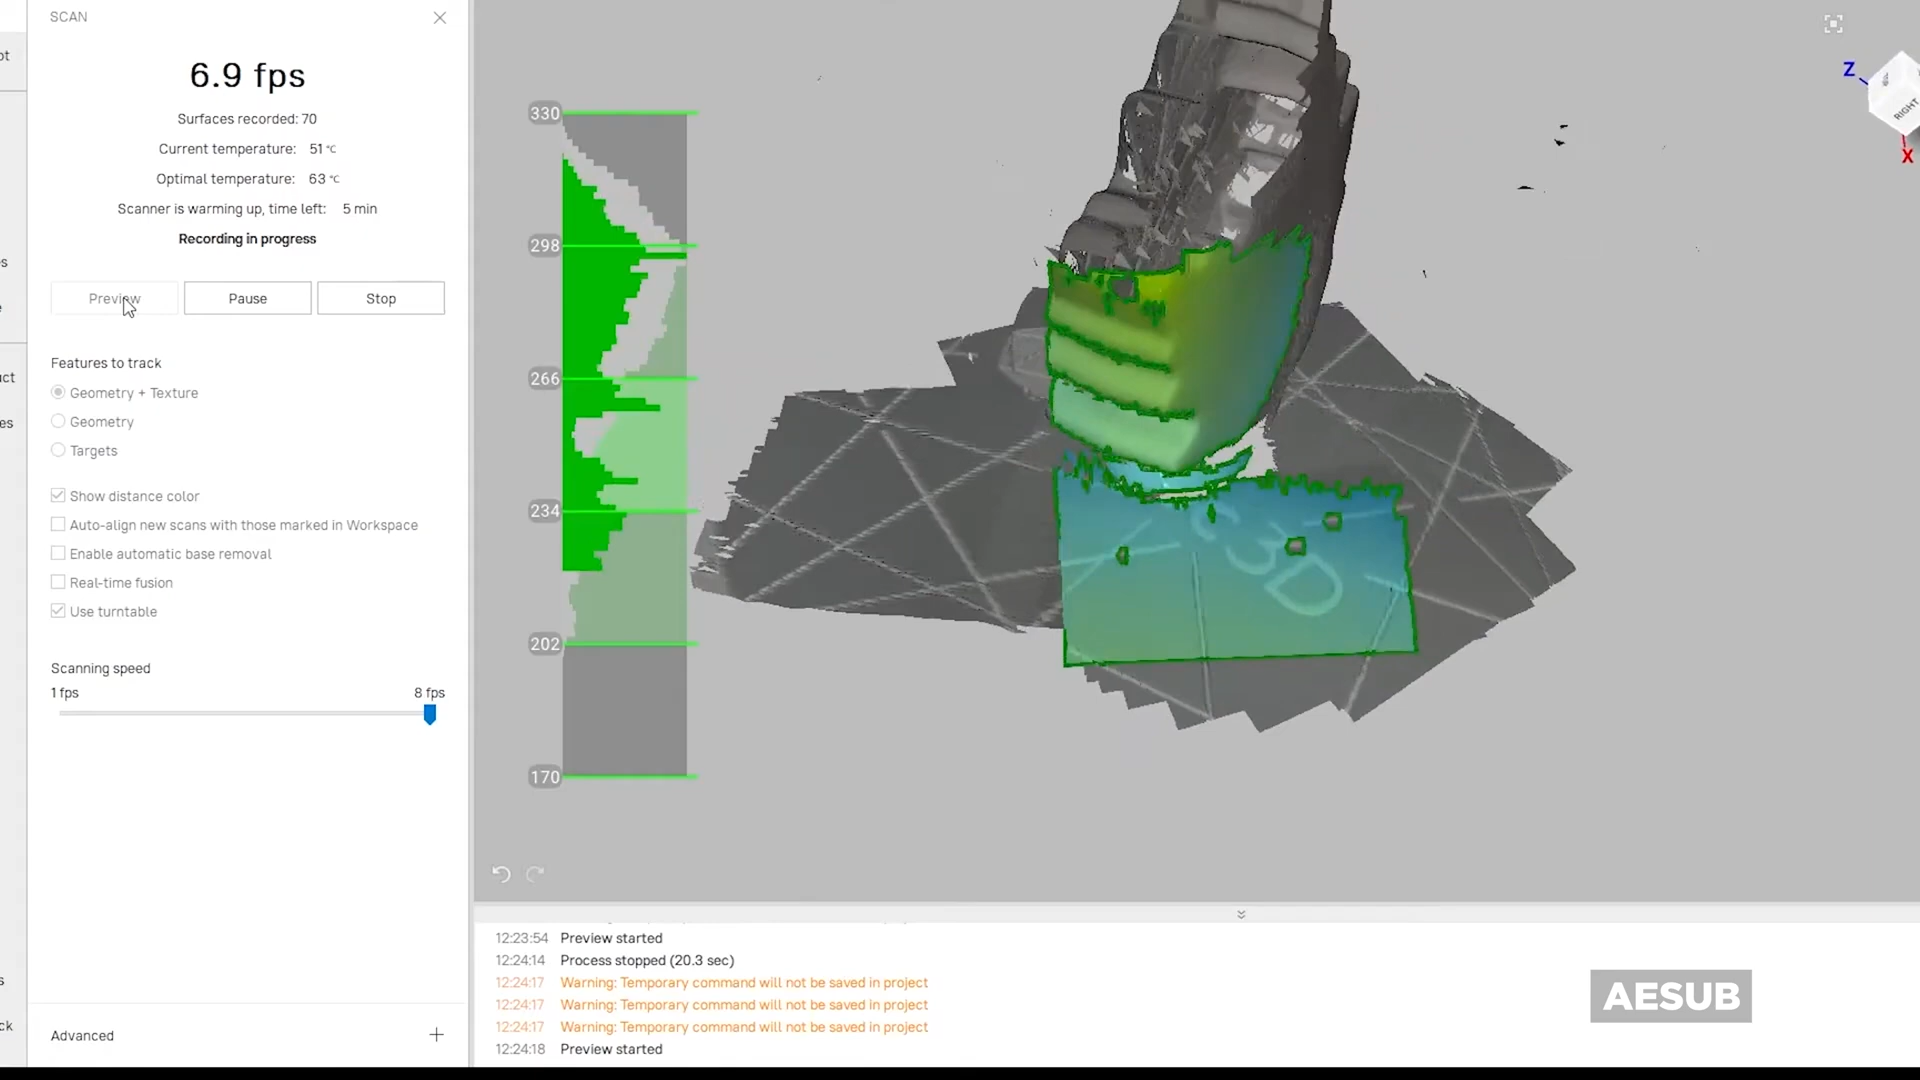 SCAN
6.9 fps
Surfaces recorded: 70
Current temperature: 51 °C
Optimal temperature: 63 °C
Scanner is warming up, time left: 5 min
Recording in progress
Preview
Pause
Stop
Features to track
Geometry + Texture
Geometry
Targets
Show distance color
Auto-align new scans with those marked in Workspace
Enable automatic base removal
Real-time fusion
Use turntable
Scanning speed
1 fps
8 fps
Advanced
330
298
266
234
202
170
C3D
Z
RIGHT
X
12:23:54 Preview started
12:24:14 Process stopped (20.3 sec)
12:24:17 Warning: Temporary command will not be saved in project
12:24:17 Warning: Temporary command will not be saved in project
12:24:17 Warning: Temporary command will not be saved in project
12:24:18 Preview started
AESUB